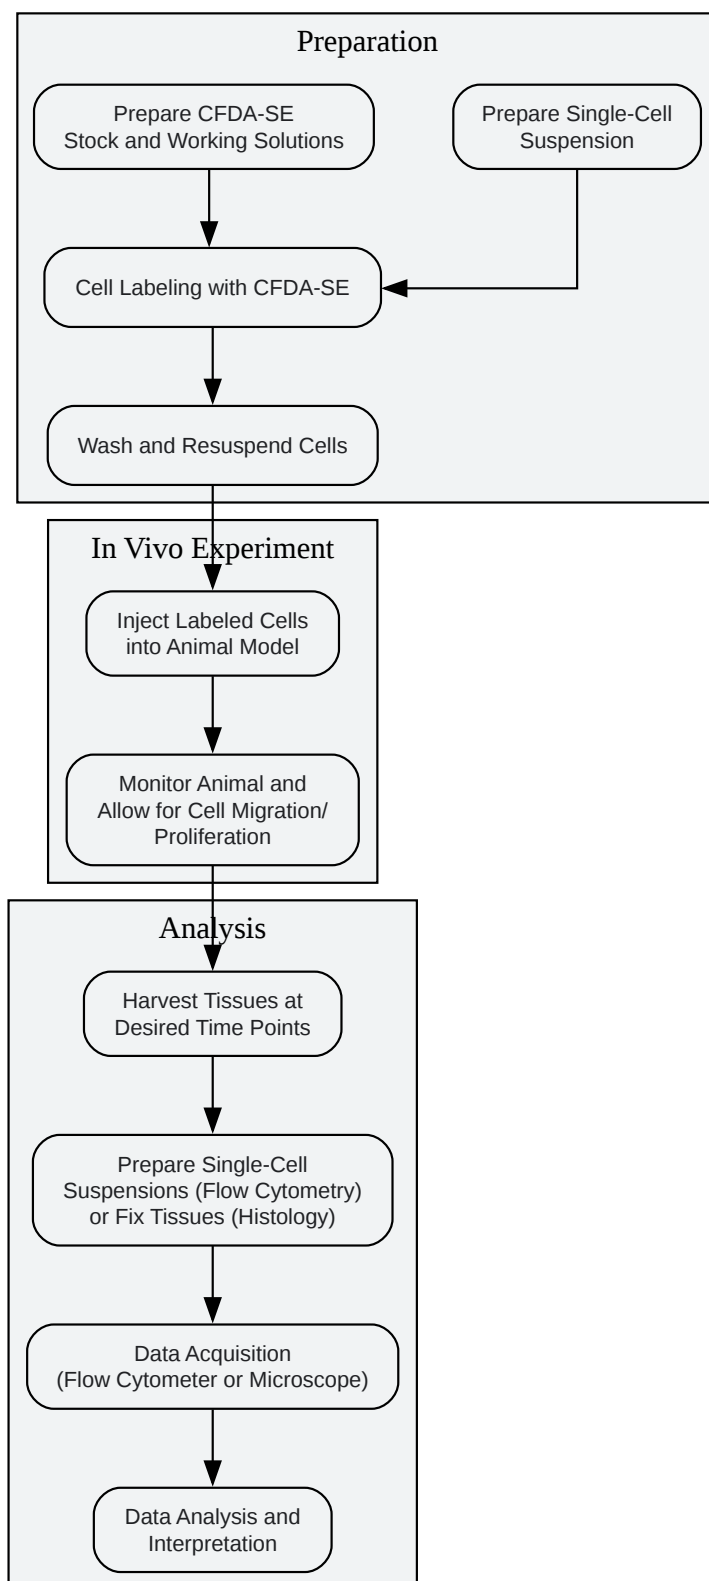 Preparation
Prepare CFDA-SE
Stock and Working Solutions
Prepare Single-Cell
Suspension
Cell Labeling with CFDA-SE
Wash and Resuspend Cells
In Vivo Experiment
Inject Labeled Cells
into Animal Model
Monitor Animal and
Allow for Cell Migration/
Proliferation
Analysis
Harvest Tissues at
Desired Time Points
Prepare Single-Cell
Suspensions (Flow Cytometry)
or Fix Tissues (Histology)
Data Acquisition
(Flow Cytometer or Microscope)
Data Analysis and
Interpretation